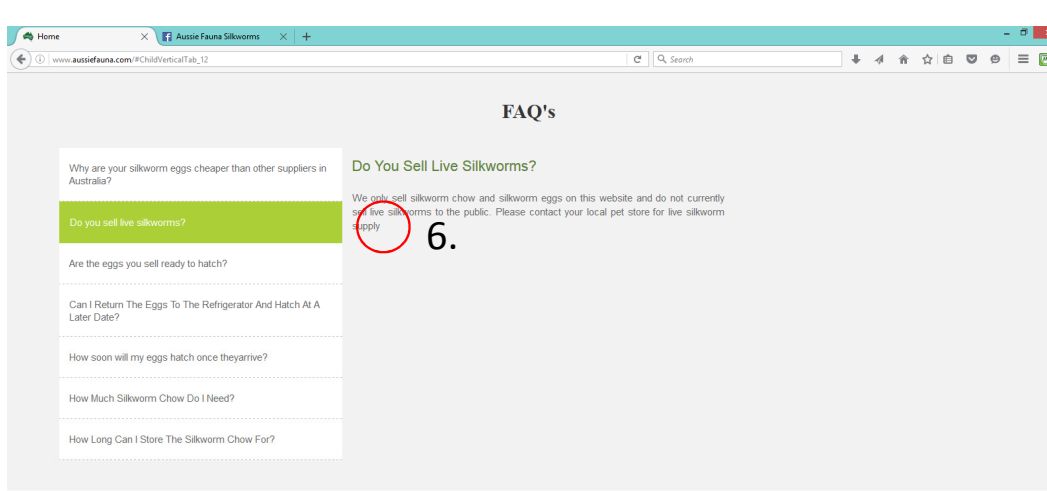 Home
Aussie Fauna Silkworms
www.aussiefauna.com/#ChildVerticalTab_12
Search
FAQ's
Why are your silkworm eggs cheaper than other suppliers in
Australia?
Do you sell live silkworms?
Are the eggs you sell ready to hatch?
Can I Return The Eggs To The Refrigerator And Hatch At A
Later Date?
How soon will my eggs hatch once theyarrive?
How Much Silkworm Chow Do I Need?
How Long Can I Store The Silkworm Chow For?
Do You Sell Live Silkworms?
We only sell silkworm chow and silkworm eggs on this website and do not currently
sell live silkworms to the public. Please contact your local pet store for live silkworm
supply
6.